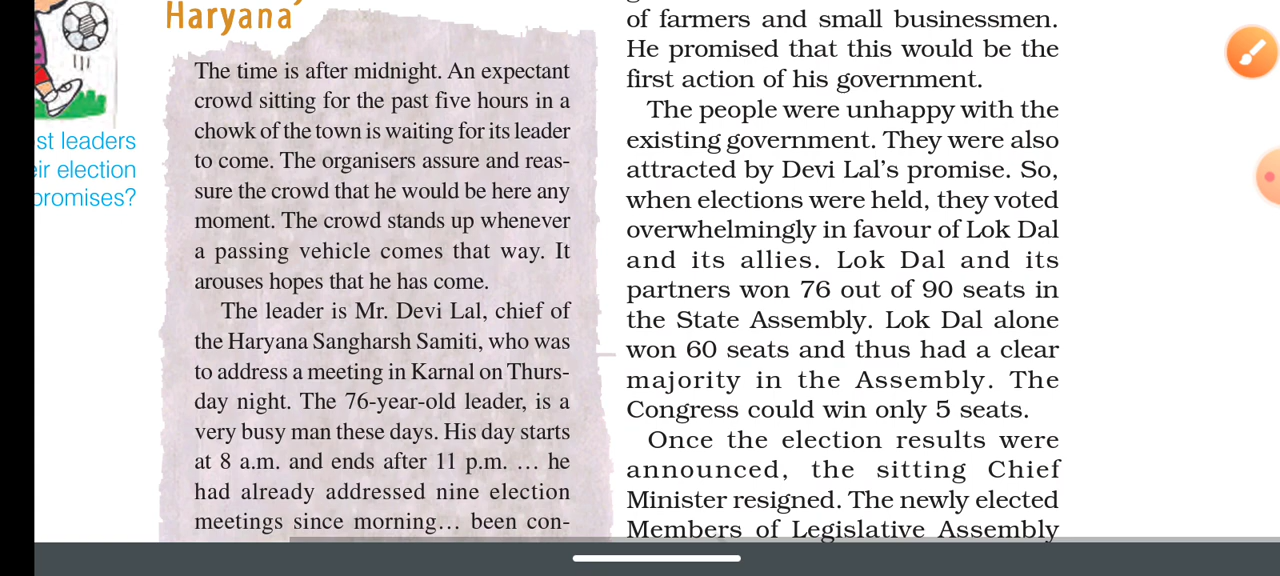 Haryana’
The time is after midnight. An expectant
crowd sitting for the past five hours in a
chowk of the town is waiting for its leader
to come. The organisers assure and reas-
sure the crowd that he would be here any
moment. The crowd stands up whenever
a passing vehicle comes that way. It
arouses hopes that he has come.
The leader is Mr. Devi Lal, chief of
the Haryana Sangharsh Samiti, who was
to address a meeting in Karnal on Thurs-
day night. The 76-year-old leader, is a
very busy man these days. His day starts
at 8 a.m. and ends after 11 p.m. … he
had already addressed nine election
meetings since morning… been con-
st leaders
eir election
promises?
of farmers and small businessmen.
He promised that this would be the
first action of his government.
The people were unhappy with the
existing government. They were also
attracted by Devi Lal’s promise. So,
when elections were held, they voted
overwhelmingly in favour of Lok Dal
and its allies. Lok Dal and its
partners won 76 out of 90 seats in
the State Assembly. Lok Dal alone
won 60 seats and thus had a clear
majority in the Assembly. The
Congress could win only 5 seats.
Once the election results were
announced, the sitting Chief
Minister resigned. The newly elected
Members of Legislative Assembly